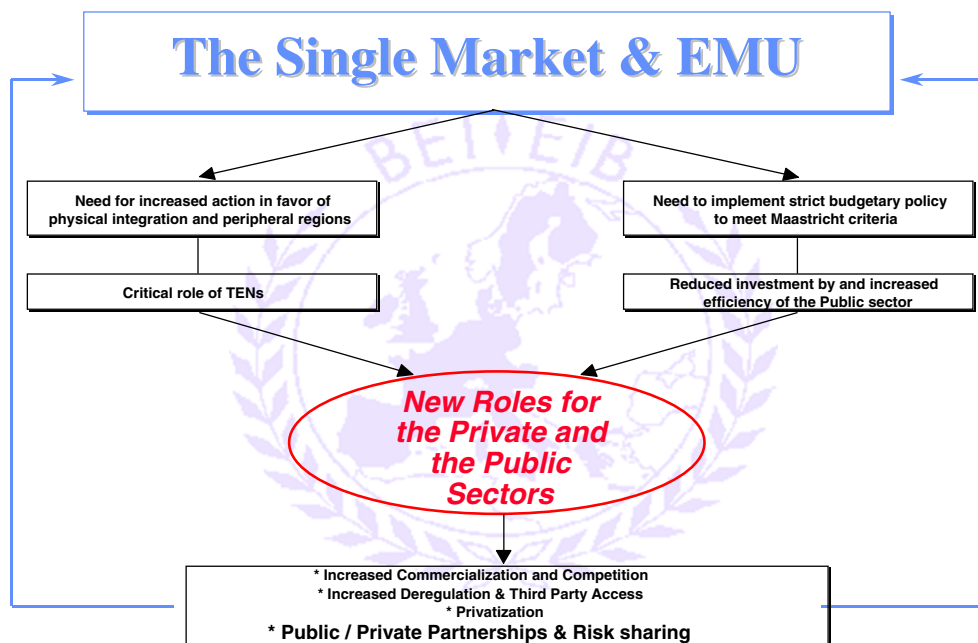 The Single Market & EMU
BEI EIB
Need for increased action in favor of
physical integration and peripheral regions
Need to implement strict budgetary policy
to meet Maastricht criteria
Critical role of TENs
Reduced investment by and increased
efficiency of the Public sector
New Roles for
the Private and
the Public
Sectors
* Increased Commercialization and Competition
* Increased Deregulation & Third Party Access
* Privatization
* Public / Private Partnerships & Risk sharing